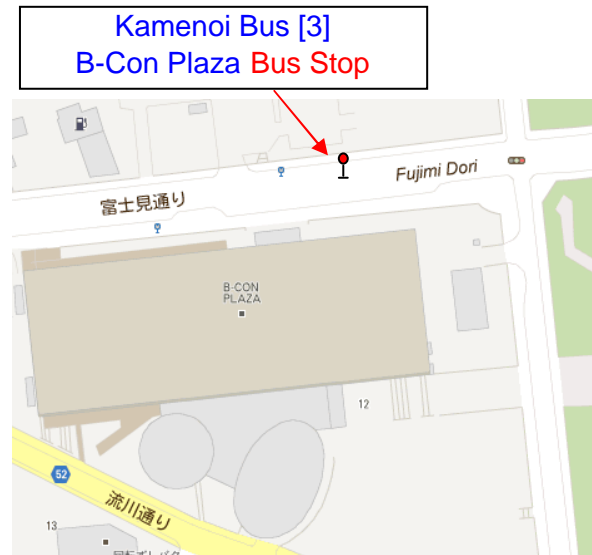 Kamenoi Bus [3]
B-Con Plaza Bus Stop
Fujimi Dori
富士見通り
B-CON
PLAZA
12
52
流川通り
13